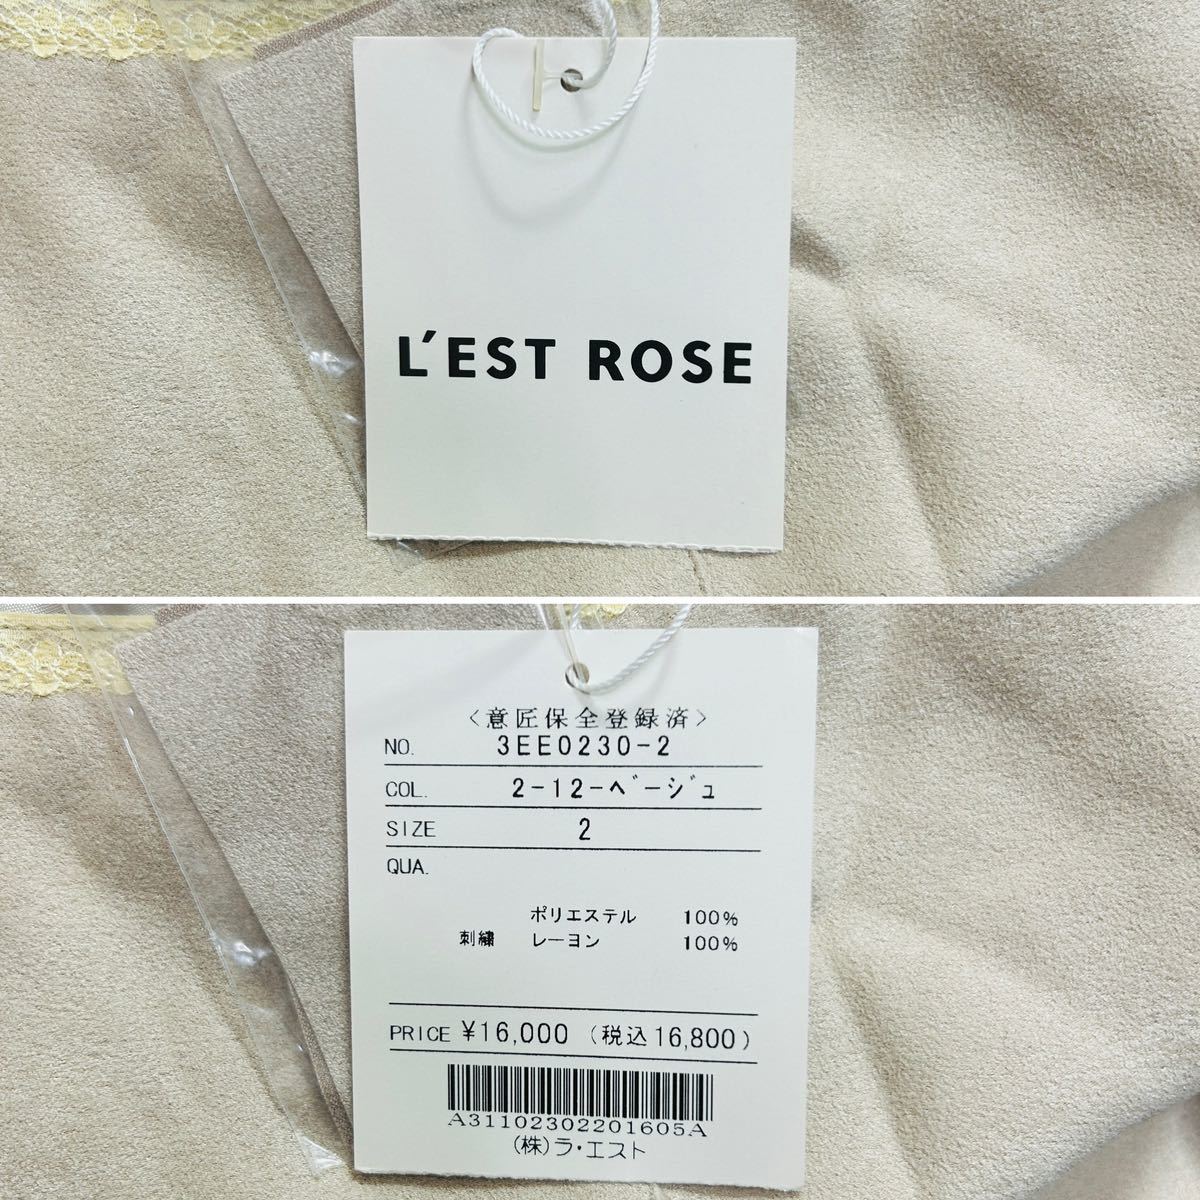 L'EST ROSE
〈意匠保全登録済〉
NO. 3EE0230-2
COL. 2-12-ﾍﾞｰｼﾞｭ
SIZE 2
QUA.
ポリエステル 100%
刺繍 レーヨン 100%
PRICE ¥16,000 (税込16,800)
A31102302201605A
(株)ラ・エスト